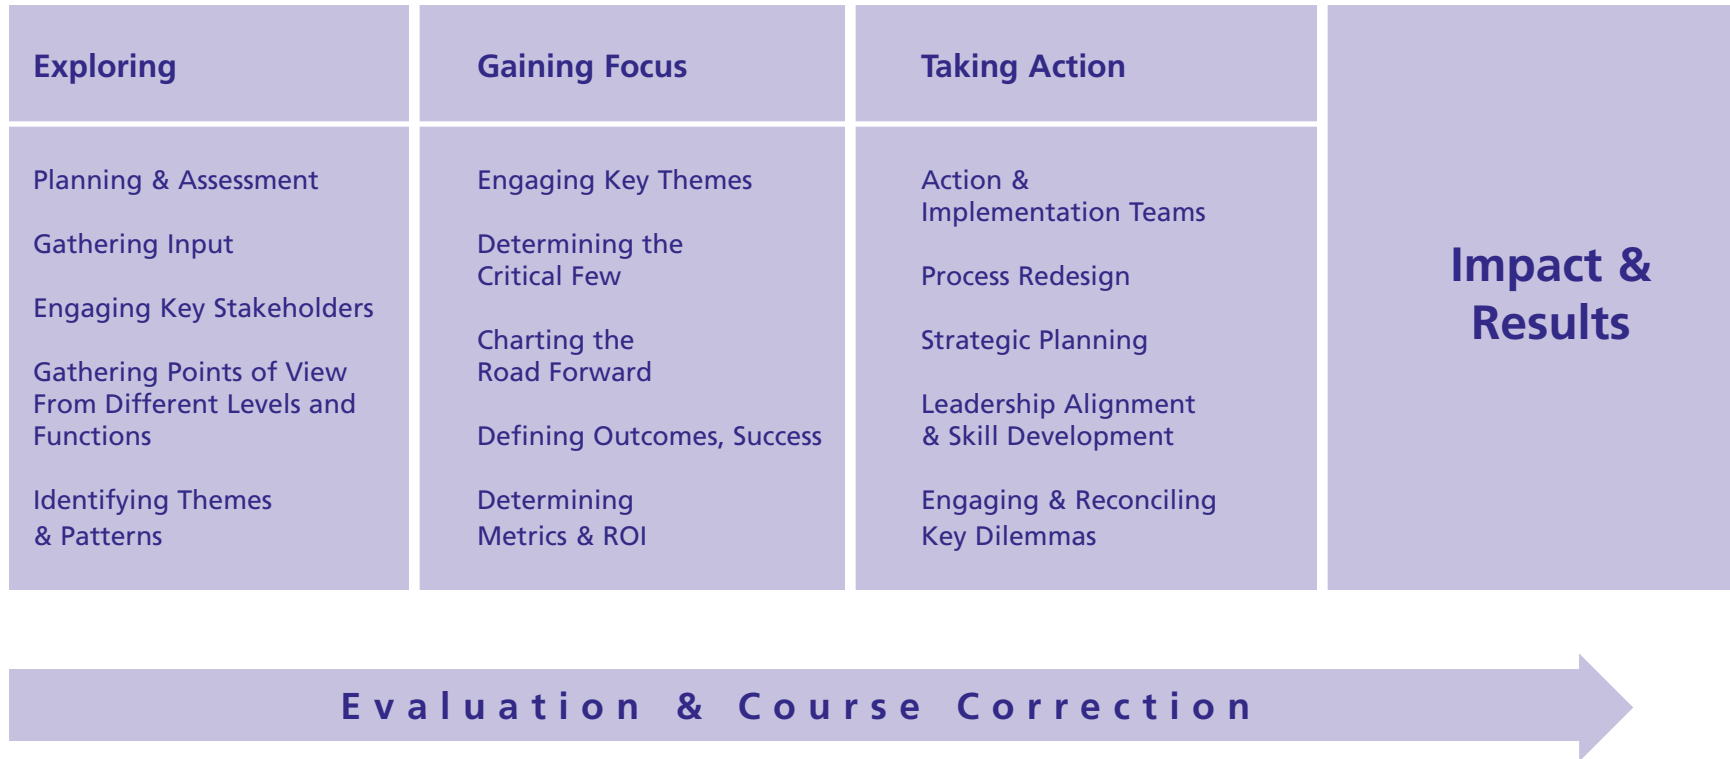 Exploring
Planning & Assessment
Gathering Input
Engaging Key Stakeholders
Gathering Points of View
From Different Levels and
Functions
Identifying Themes
& Patterns
Gaining Focus
Engaging Key Themes
Determining the
Critical Few
Charting the
Road Forward
Defining Outcomes, Success
Determining
Metrics & ROI
Taking Action
Action &
Implementation Teams
Process Redesign
Strategic Planning
Leadership Alignment
& Skill Development
Engaging & Reconciling
Key Dilemmas
Impact &
Results
Evaluation & Course Correction